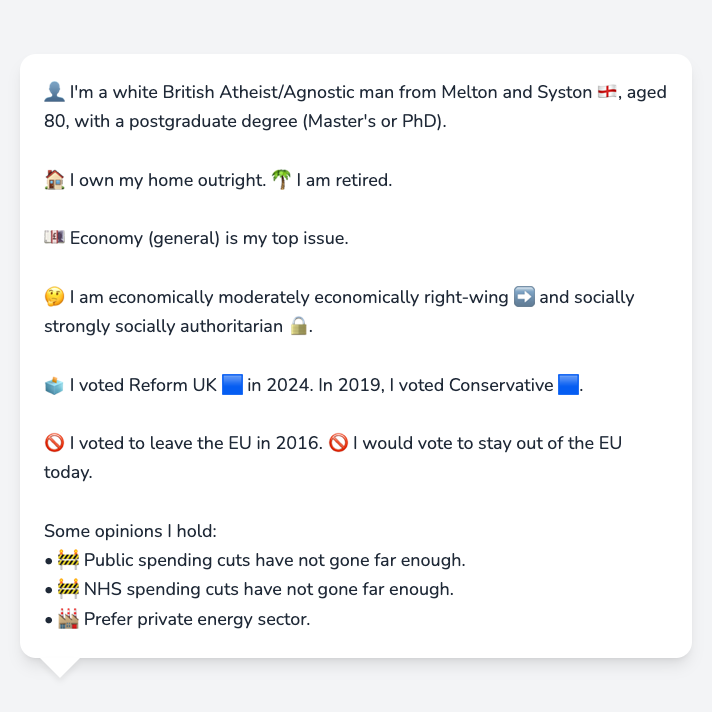 👤 I'm a white British Atheist/Agnostic man from Melton and Syston 🏴󠁧󠁢󠁥󠁮󠁧󠁿, aged
80, with a postgraduate degree (Master's or PhD).
🏠 I own my home outright. 🌴 I am retired.
💷 Economy (general) is my top issue.
🤔 I am economically moderately economically right-wing ➡️ and socially
strongly socially authoritarian 🔒.
🗳️ I voted Reform UK 🟦 in 2024. In 2019, I voted Conservative 🟦.
🚫 I voted to leave the EU in 2016. 🚫 I would vote to stay out of the EU
today.
Some opinions I hold:
• 🚧 Public spending cuts have not gone far enough.
• 🚧 NHS spending cuts have not gone far enough.
• 🏭 Prefer private energy sector.